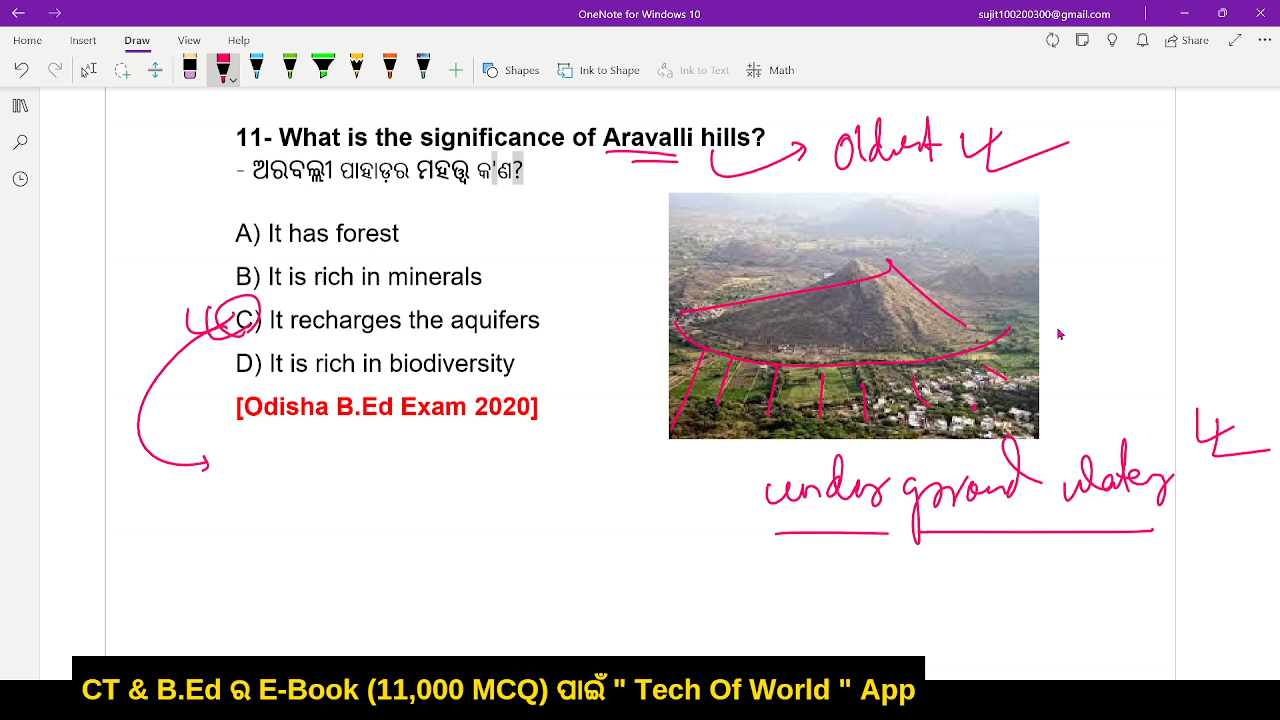 OneNote for Windows 10
sujit100200300@gmail.com
Home Insert Draw View Help
Share
Shapes Ink to Shape Ink to Text Math
11- What is the significance of Aravalli hills?
Oldest
- ଅରବଲ୍ଲୀ ପାହାଡ଼ର ମହତ୍ତ୍ଵ କ'ଣ?
A) It has forest
B) It is rich in minerals
C) It recharges the aquifers
D) It is rich in biodiversity
[Odisha B.Ed Exam 2020]
under ground water
CT & B.Ed ର E-Book (11,000 MCQ) ପାଇଁ " Tech Of World " App